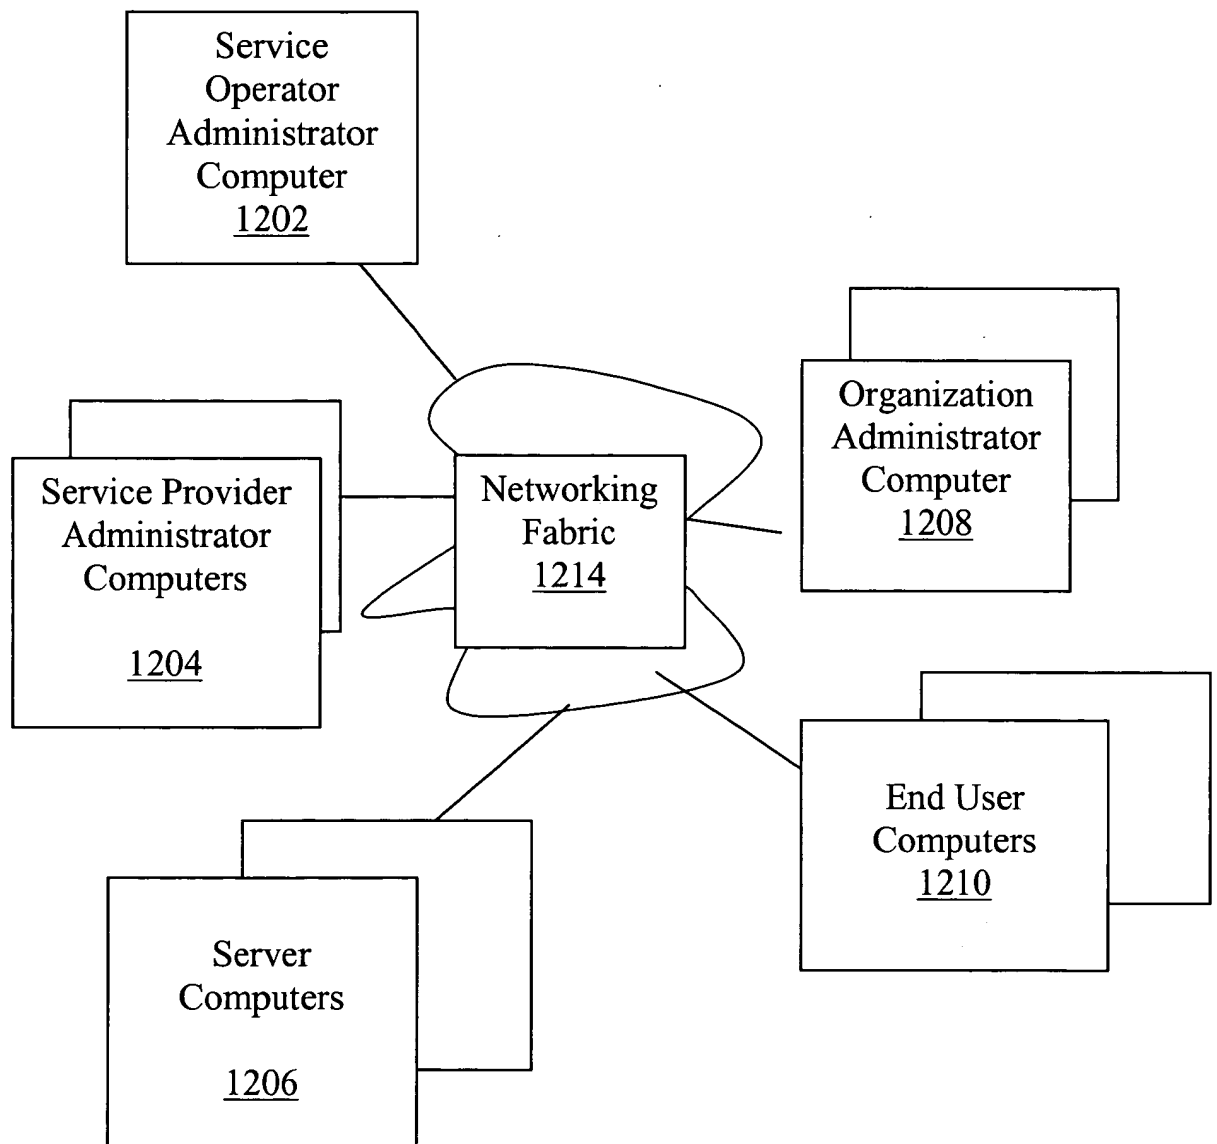 Service
Operator
Administrator
Computer
1202
Organization
Administrator
Computer
1208
Service Provider
Administrator
Computers
1204
Networking
Fabric
1214
End User
Computers
1210
Server
Computers
1206